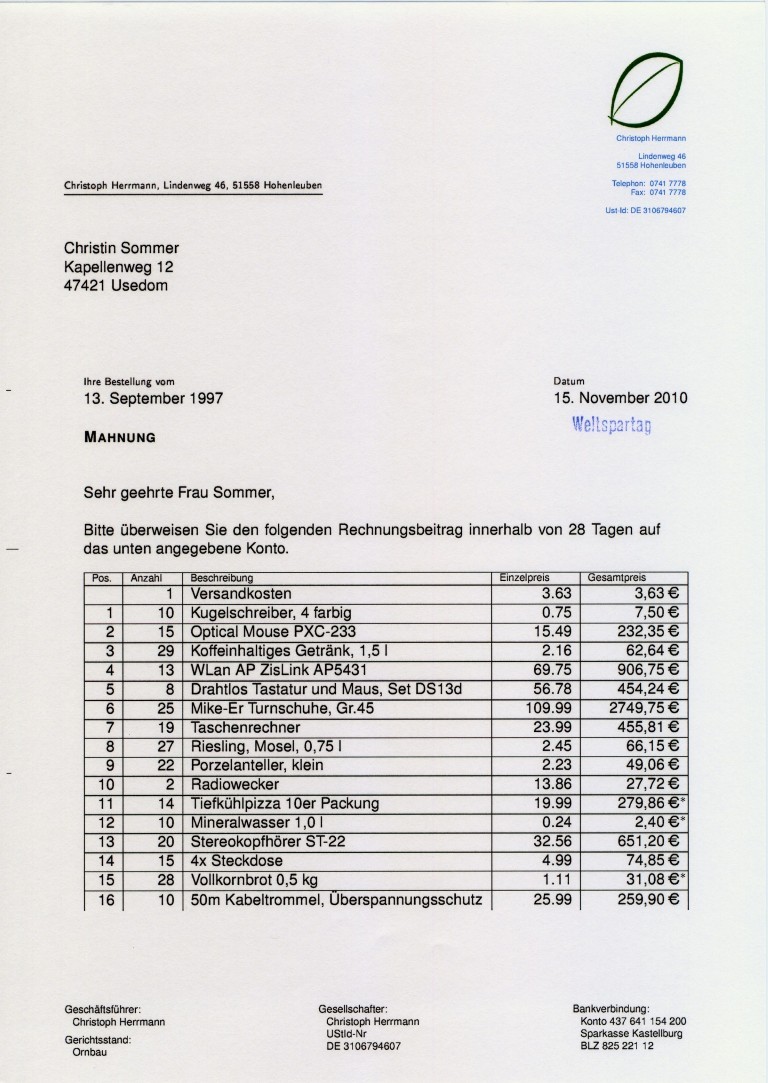 Christoph Herrmann
Lindenweg 46
51558 Hohenleuben
Telephon: 0741 7778
Fax: 0741 7778
Ust-Id: DE 3106794607
Christoph Herrmann, Lindenweg 46, 51558 Hohenleuben
Christin Sommer
Kapellenweg 12
47421 Usedom
Ihre Bestellung vom Datum
13. September 1997 15. November 2010
Weltspartag
MAHNUNG
Sehr geehrte Frau Sommer,
Bitte überweisen Sie den folgenden Rechnungsbeitrag innerhalb von 28 Tagen auf
das unten angegebene Konto.
Pos. Anzahl Beschreibung Einzelpreis Gesamtpreis
1 Versandkosten 3.63 3,63 €
1 10 Kugelschreiber, 4 farbig 0.75 7,50 €
2 15 Optical Mouse PXC-233 15.49 232,35 €
3 29 Koffeinhaltiges Getränk, 1,5 l 2.16 62,64 €
4 13 WLan AP ZisLink AP5431 69.75 906,75 €
5 8 Drahtlos Tastatur und Maus, Set DS13d 56.78 454,24 €
6 25 Mike-Er Turnschuhe, Gr.45 109.99 2749,75 €
7 19 Taschenrechner 23.99 455,81 €
8 27 Riesling, Mosel, 0,75 l 2.45 66,15 €
9 22 Porzelanteller, klein 2.23 49,06 €
10 2 Radiowecker 13.86 27,72 €
11 14 Tiefkühlpizza 10er Packung 19.99 279,86 €*
12 10 Mineralwasser 1,0 l 0.24 2,40 €*
13 20 Stereokopfhörer ST-22 32.56 651,20 €
14 15 4x Steckdose 4.99 74,85 €
15 28 Vollkornbrot 0,5 kg 1.11 31,08 €*
16 10 50m Kabeltrommel, Überspannungsschutz 25.99 259,90 €
Geschäftsführer: Gesellschafter: Bankverbindung:
Christoph Herrmann Christoph Herrmann Konto 437 641 154 200
Gerichtsstand: UStId-Nr Sparkasse Kastellburg
Ornbau DE 3106794607 BLZ 825 221 12